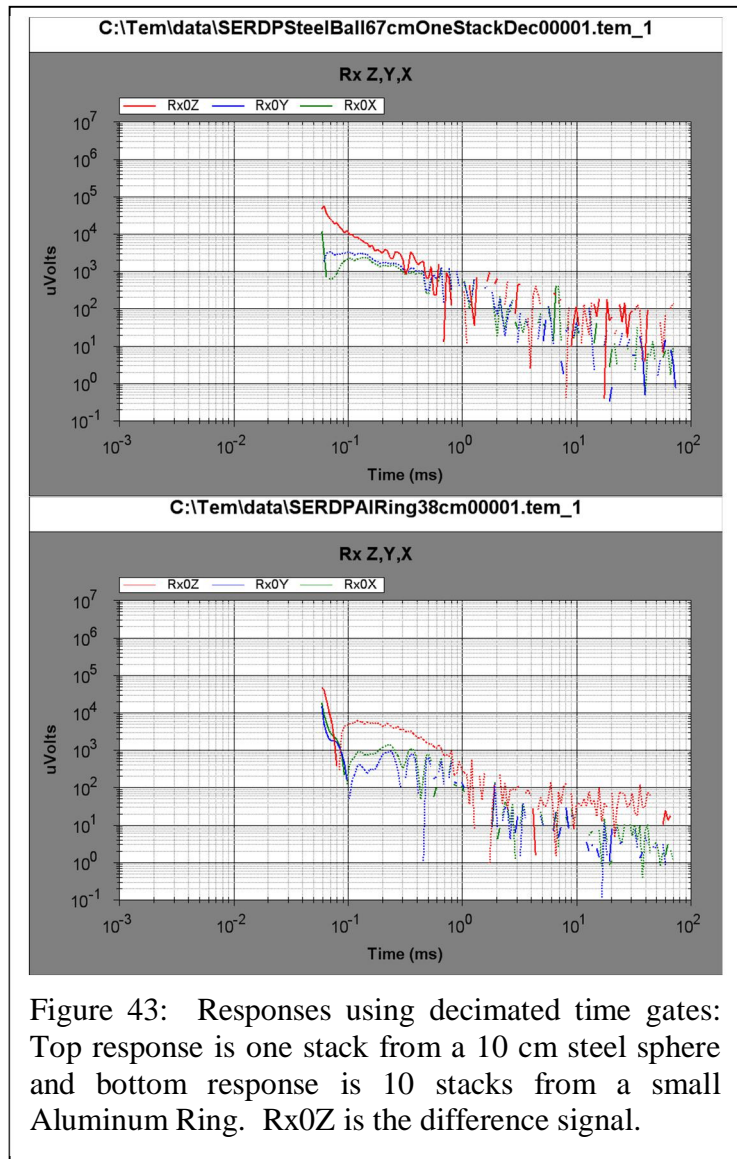 C:\Tem\data\SERDPSteelBall67cmOneStackDec00001.tem_1
Rx Z,Y,X
Rx0Z Rx0Y Rx0X
10^7
10^6
10^5
10^4
10^3
10^2
10^1
10^0
10^-1
uVolts
10^-3 10^-2 10^-1 10^0 10^1 10^2
Time (ms)
C:\Tem\data\SERDPAlRing38cm00001.tem_1
Rx Z,Y,X
Rx0Z Rx0Y Rx0X
10^7
10^6
10^5
10^4
10^3
10^2
10^1
10^0
10^-1
uVolts
10^-3 10^-2 10^-1 10^0 10^1 10^2
Time (ms)
Figure 43: Responses using decimated time gates:
Top response is one stack from a 10 cm steel sphere
and bottom response is 10 stacks from a small
Aluminum Ring. Rx0Z is the difference signal.